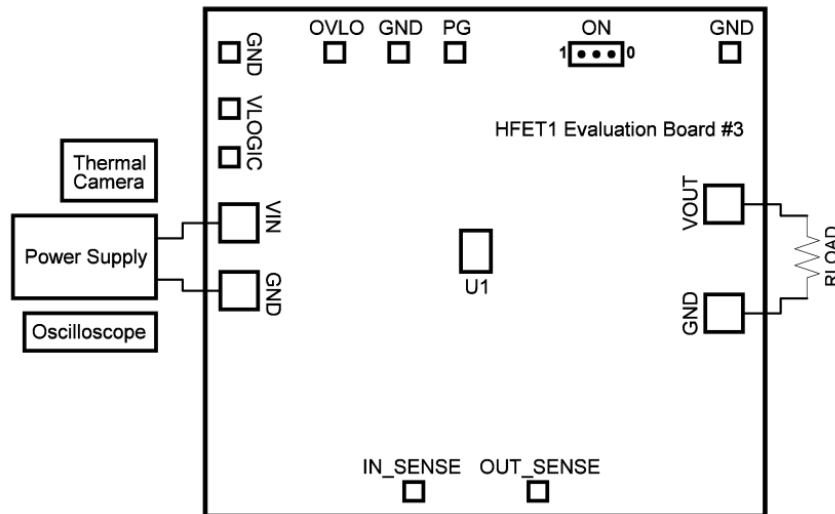 OVLO GND PG ON GND
1 0
GND
VLOGIC
HFET1 Evaluation Board #3
Thermal
Camera
VIN
VOUT
Power Supply
RLOAD
U1
GND
GND
Oscilloscope
IN_SENSE OUT_SENSE